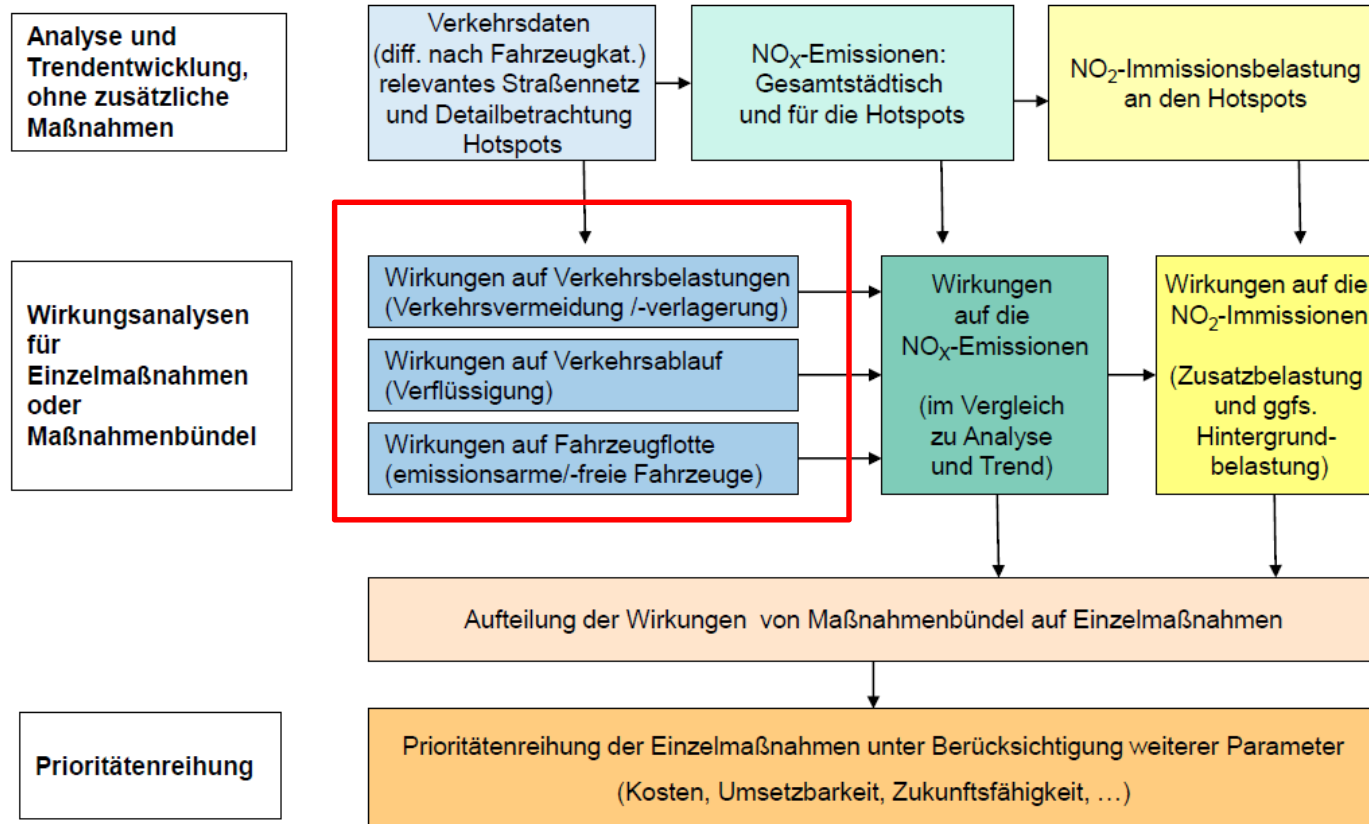 Analyse und
Trendentwicklung,
ohne zusätzliche
Maßnahmen
Verkehrsdaten
(diff. nach Fahrzeugkat.)
relevantes Straßennetz
und Detailbetrachtung
Hotspots
NOX-Emissionen:
Gesamtstädtisch
und für die Hotspots
NO2-Immissionsbelastung
an den Hotspots
Wirkungsanalysen
für
Einzelmaßnahmen
oder
Maßnahmenbündel
Wirkungen auf Verkehrsbelastungen
(Verkehrsvermeidung /-verlagerung)
Wirkungen auf Verkehrsablauf
(Verflüssigung)
Wirkungen auf Fahrzeugflotte
(emissionsarme/-freie Fahrzeuge)
Wirkungen
auf die
NOX-Emissionen
(im Vergleich
zu Analyse
und Trend)
Wirkungen auf die
NO2-Immissionen
(Zusatzbelastung
und ggfs.
Hintergrund-
belastung)
Aufteilung der Wirkungen von Maßnahmenbündel auf Einzelmaßnahmen
Prioritätenreihung
Prioritätenreihung der Einzelmaßnahmen unter Berücksichtigung weiterer Parameter
(Kosten, Umsetzbarkeit, Zukunftsfähigkeit, …)